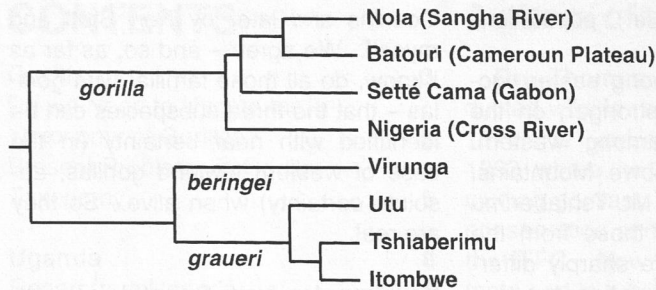 Nola (Sangha River)
Batouri (Cameroun Plateau)
gorilla
Setté Cama (Gabon)
Nigeria (Cross River)
Virunga
beringei
Utu
Tshiaberimu
graueri
Itombwe